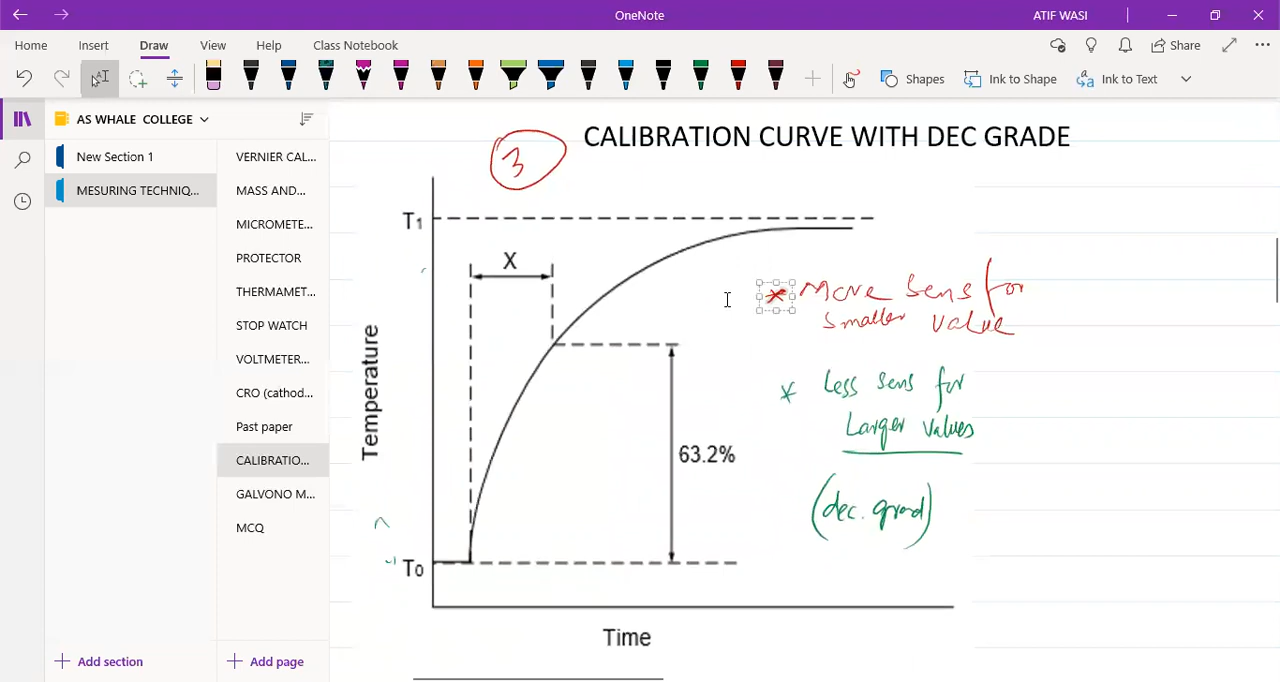 OneNote
ATIF WASI
Home
Insert
Draw
View
Help
Class Notebook
Share
Shapes
Ink to Shape
Ink to Text
AS WHALE COLLEGE
New Section 1
MESURING TECHNIQ...
VERNIER CAL...
MASS AND...
MICROMETE...
PROTECTOR
THERMAMET...
STOP WATCH
VOLTMETER...
CRO (cathod...
Past paper
CALIBRATIO...
GALVONO M...
MCQ
Add section
Add page
CALIBRATION CURVE WITH DEC GRADE
3
T1
X
Temperature
63.2%
T0
Time
* More sens for
smaller value
* Less sens for
Larger values
(dec. grad)